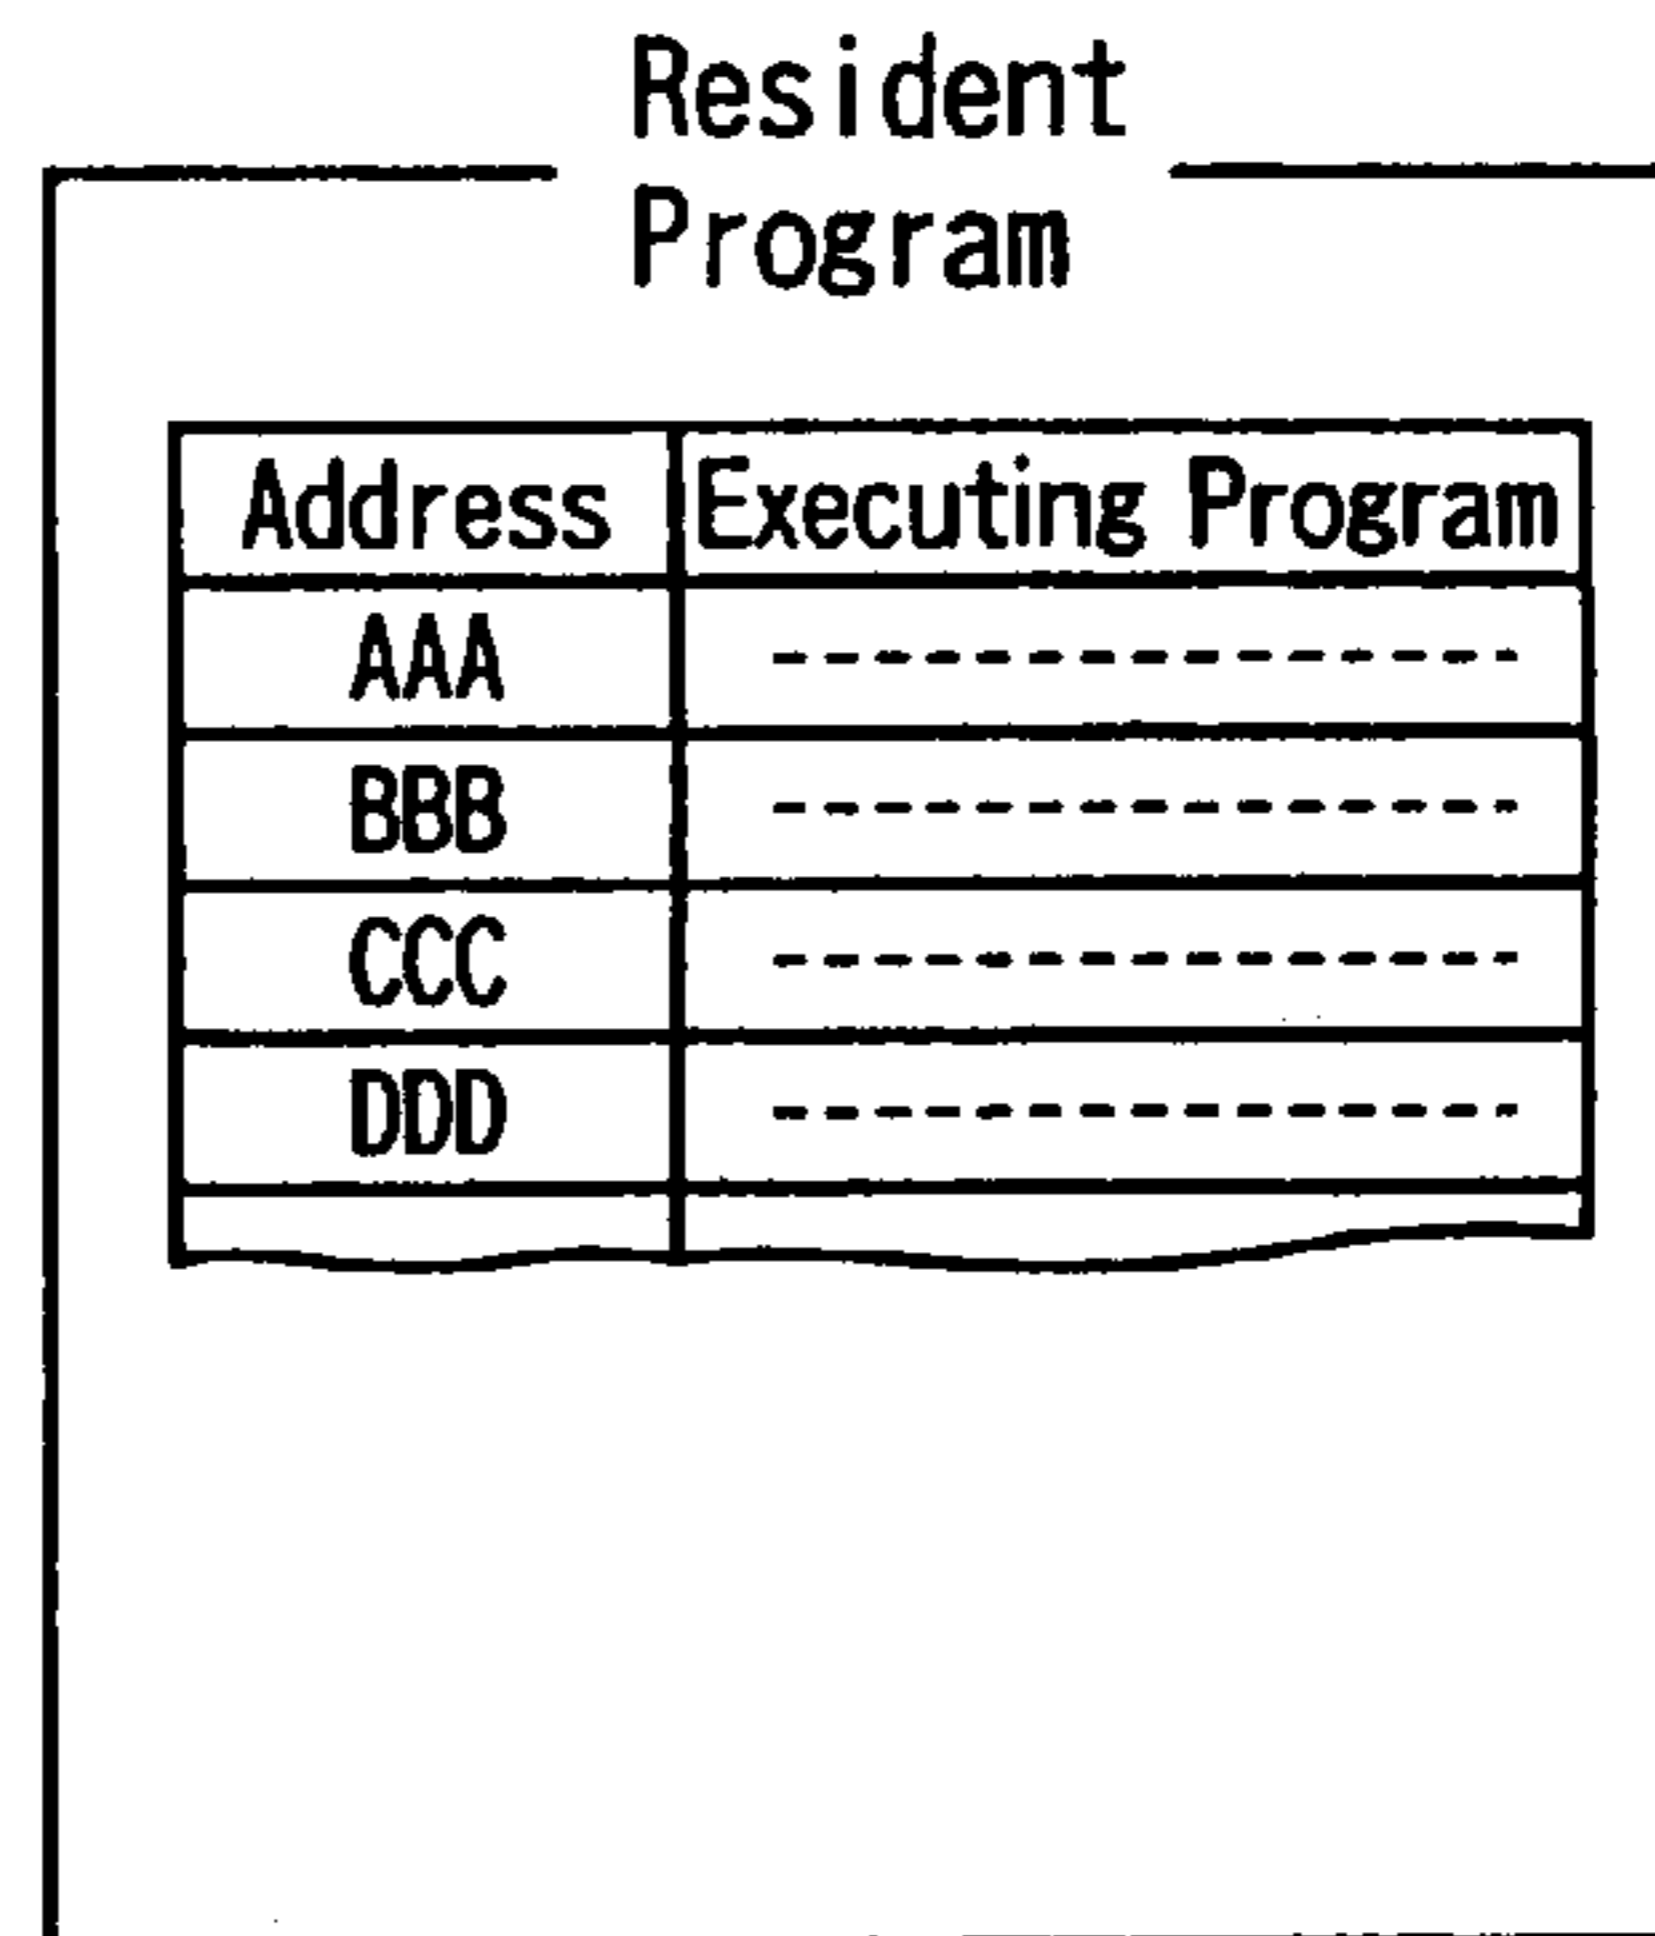 Resident
Program
Address Executing Program
AAA ---------------
BBB ---------------
CCC ---------------
DDD ---------------